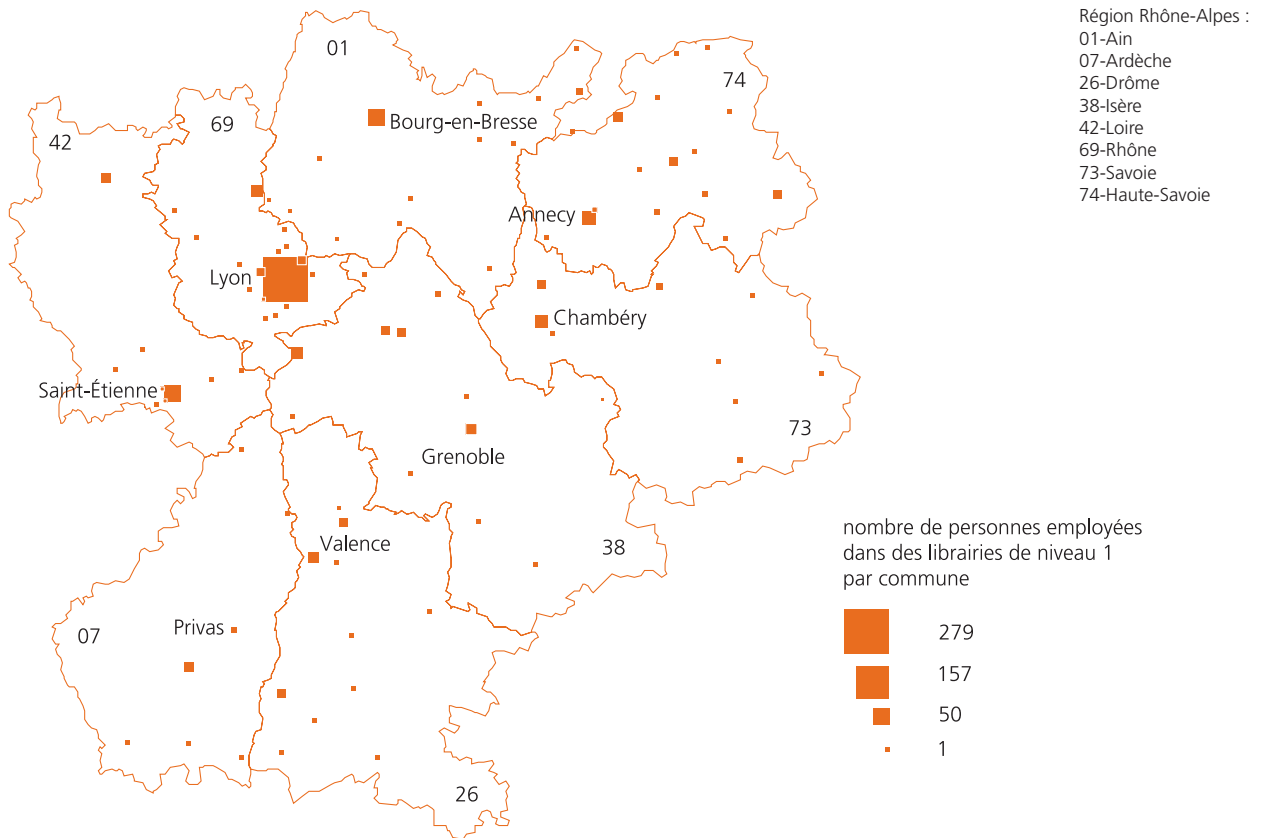 Région Rhône-Alpes :
01-Ain
07-Ardèche
26-Drôme
38-Isère
42-Loire
69-Rhône
73-Savoie
74-Haute-Savoie
01
74
69
42
Bourg-en-Bresse
Annecy
Lyon
Chambéry
Saint-Étienne
73
Grenoble
Valence
38
07
Privas
26
nombre de personnes employées
dans des librairies de niveau 1
par commune
279
157
50
1